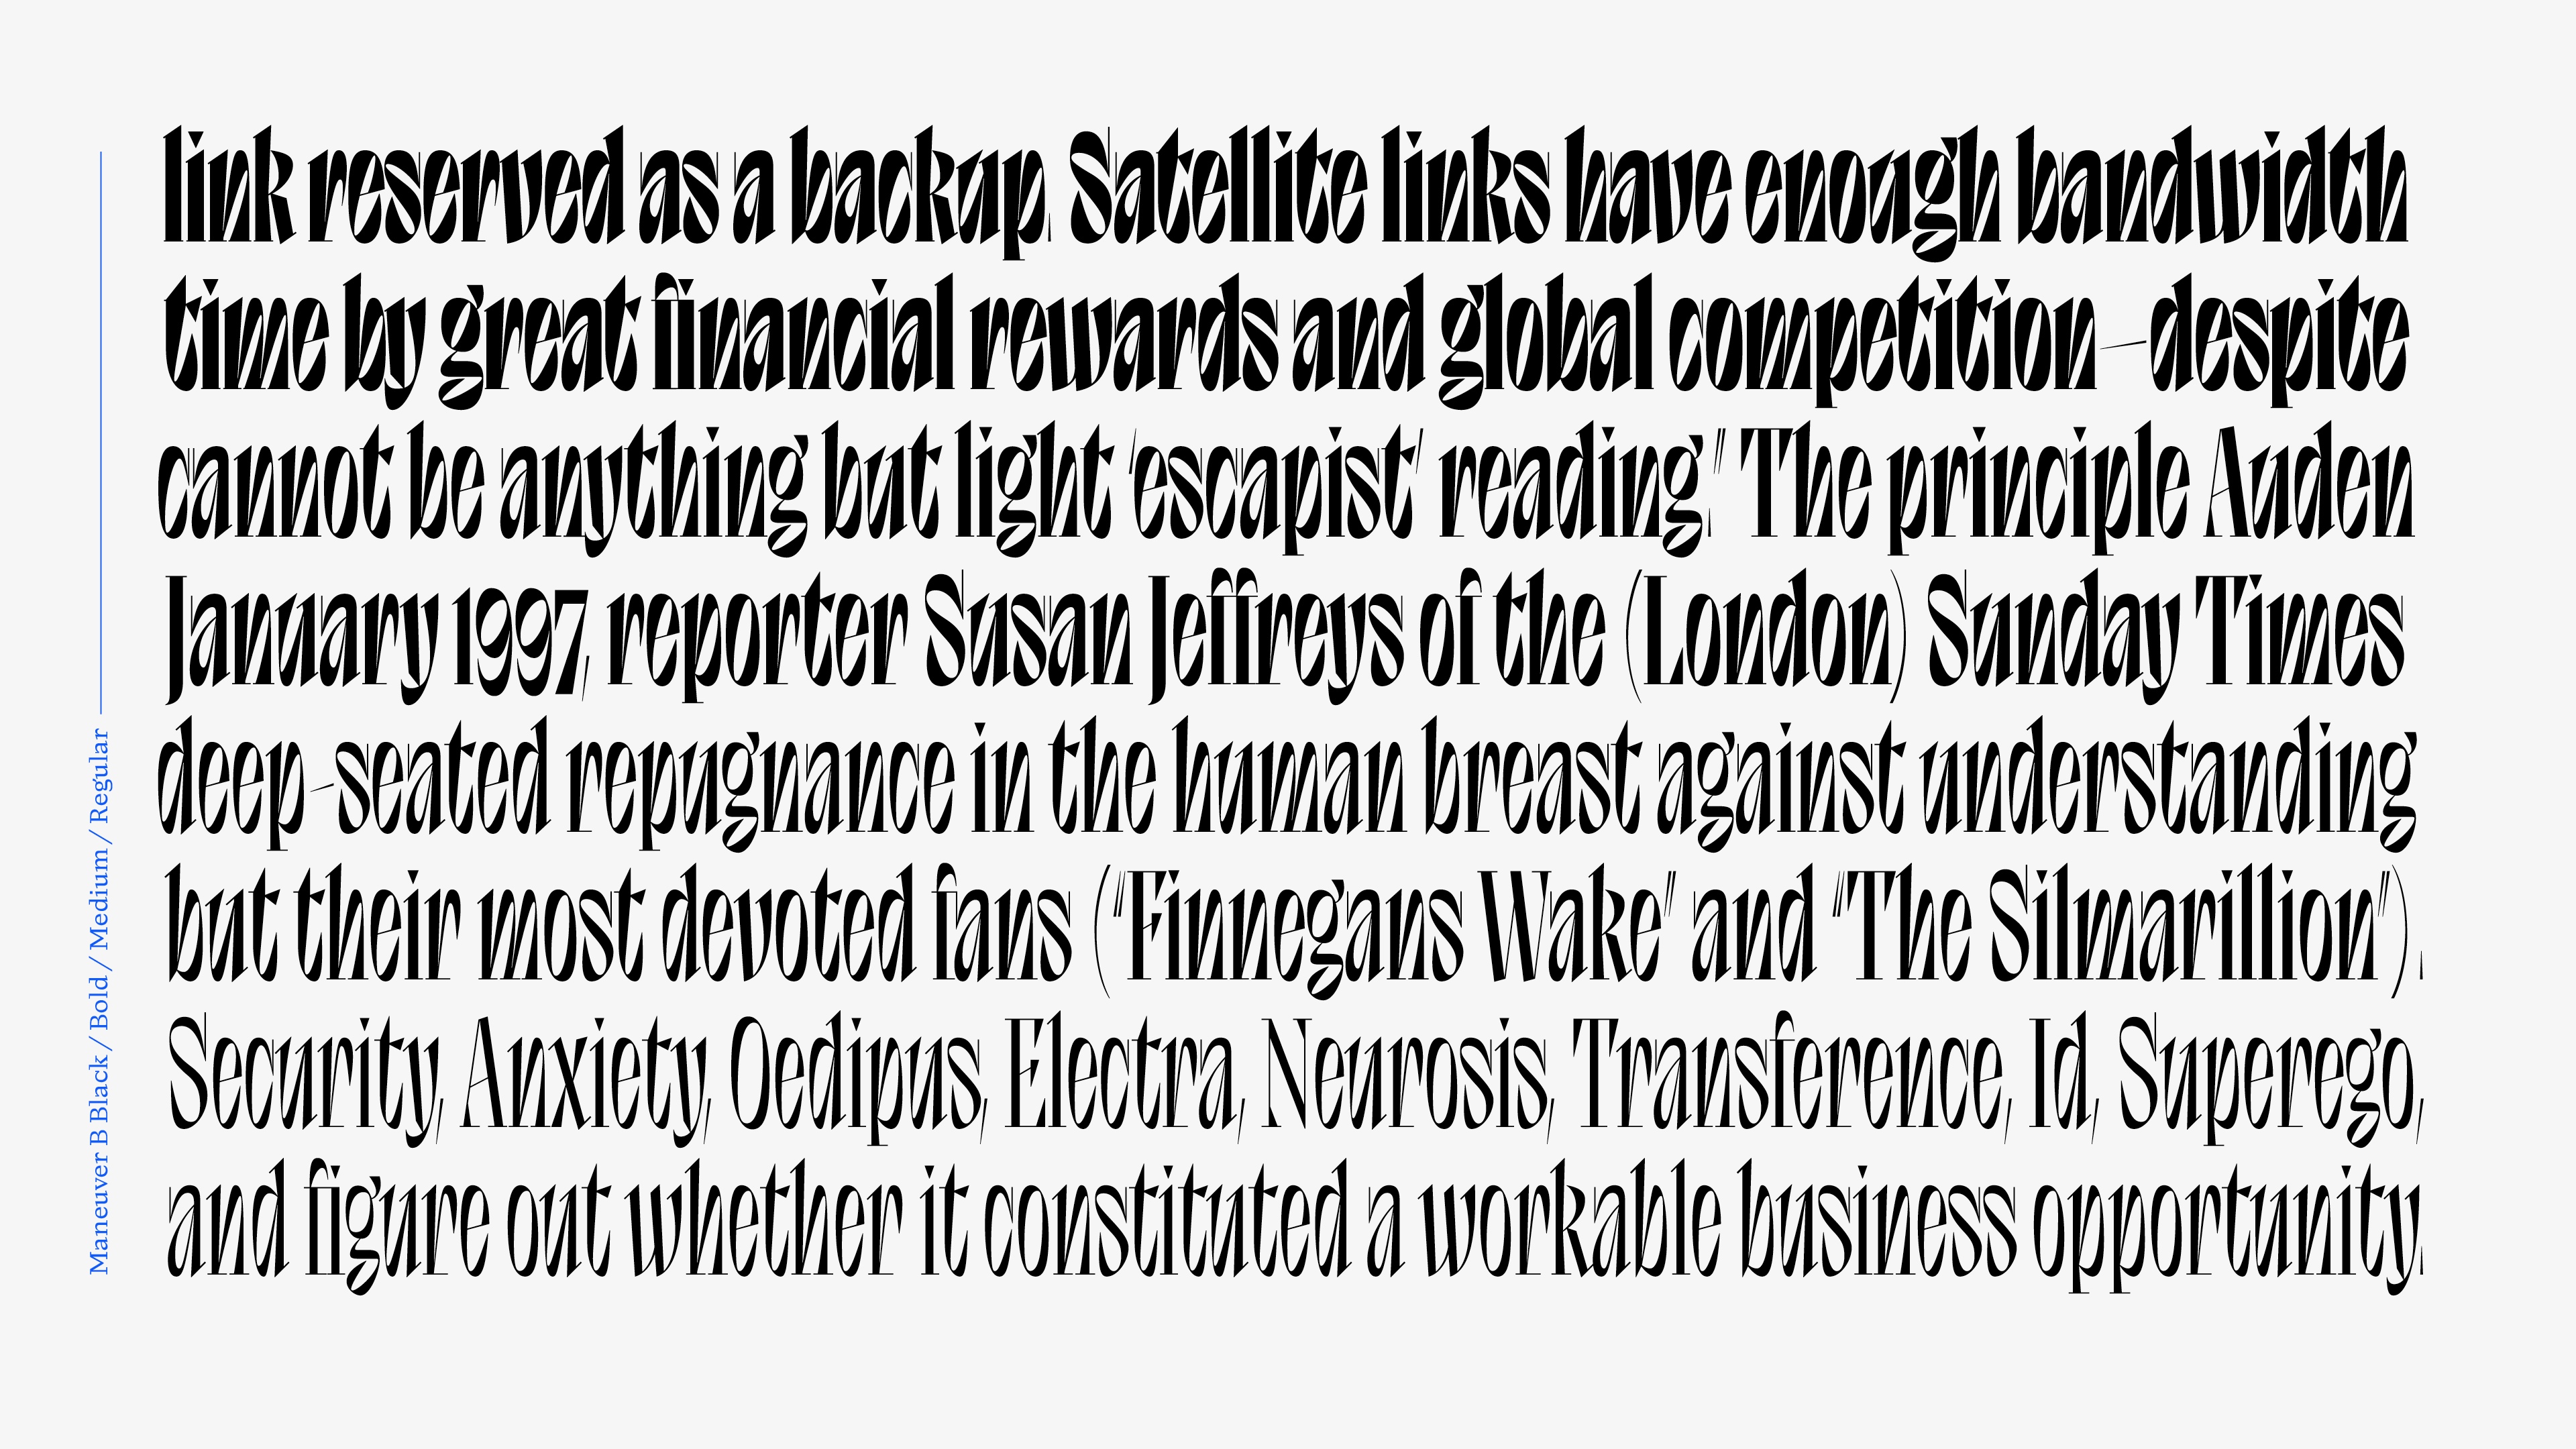 Maneuver B Black / Bold / Medium / Regular
link reserved as a backup. Satellite links have enough bandwidth
time by great financial rewards and global competition—despite
cannot be anything but light ‘escapist’ reading.” The principle Auden
January 1997, reporter Susan Jeffreys of the (London) Sunday Times
deep-seated repugnance in the human breast against understanding
but their most devoted fans (“Finnegans Wake” and “The Silmarillion”).
Security, Anxiety, Oedipus, Electra, Neurosis, Transference, Id, Superego,
and figure out whether it constituted a workable business opportunity.